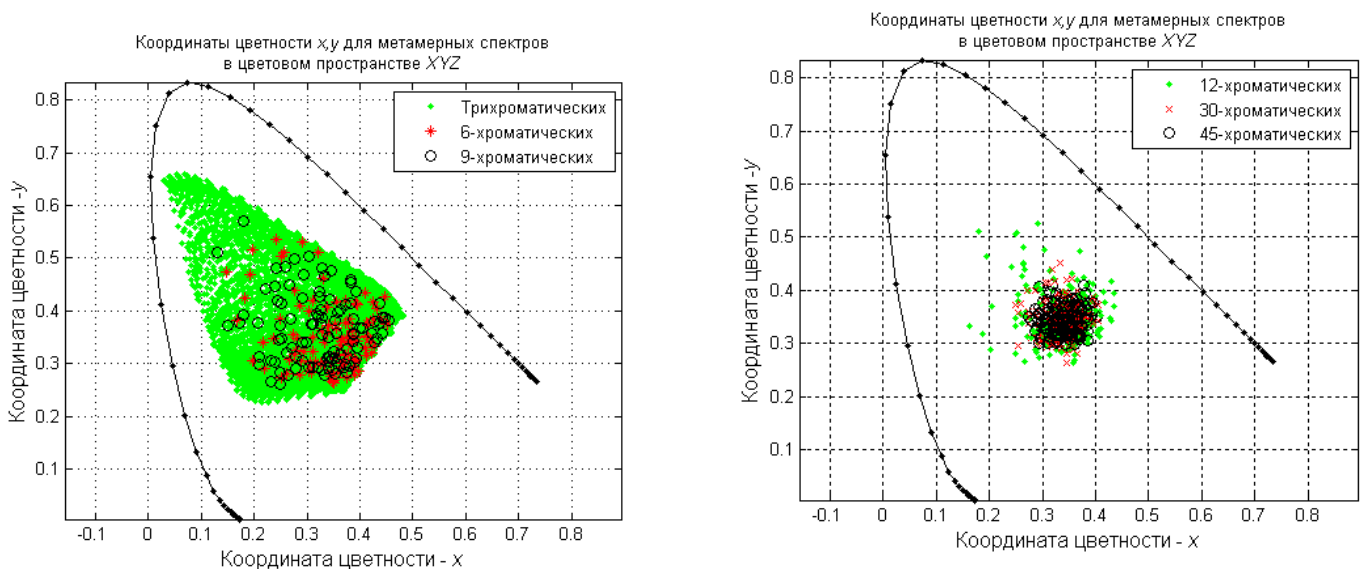 Координаты цветности x,y для метамерных спектров
в цветовом пространстве XYZ
Трихроматических
6-хроматических
9-хроматических
Координата цветности -y
0.8
0.7
0.6
0.5
0.4
0.3
0.2
0.1
-0.1 0 0.1 0.2 0.3 0.4 0.5 0.6 0.7 0.8
Координата цветности - x
Координаты цветности x,y для метамерных спектров
в цветовом пространстве XYZ
12-хроматических
30-хроматических
45-хроматических
Координата цветности -y
0.8
0.7
0.6
0.5
0.4
0.3
0.2
0.1
-0.1 0 0.1 0.2 0.3 0.4 0.5 0.6 0.7 0.8
Координата цветности - x